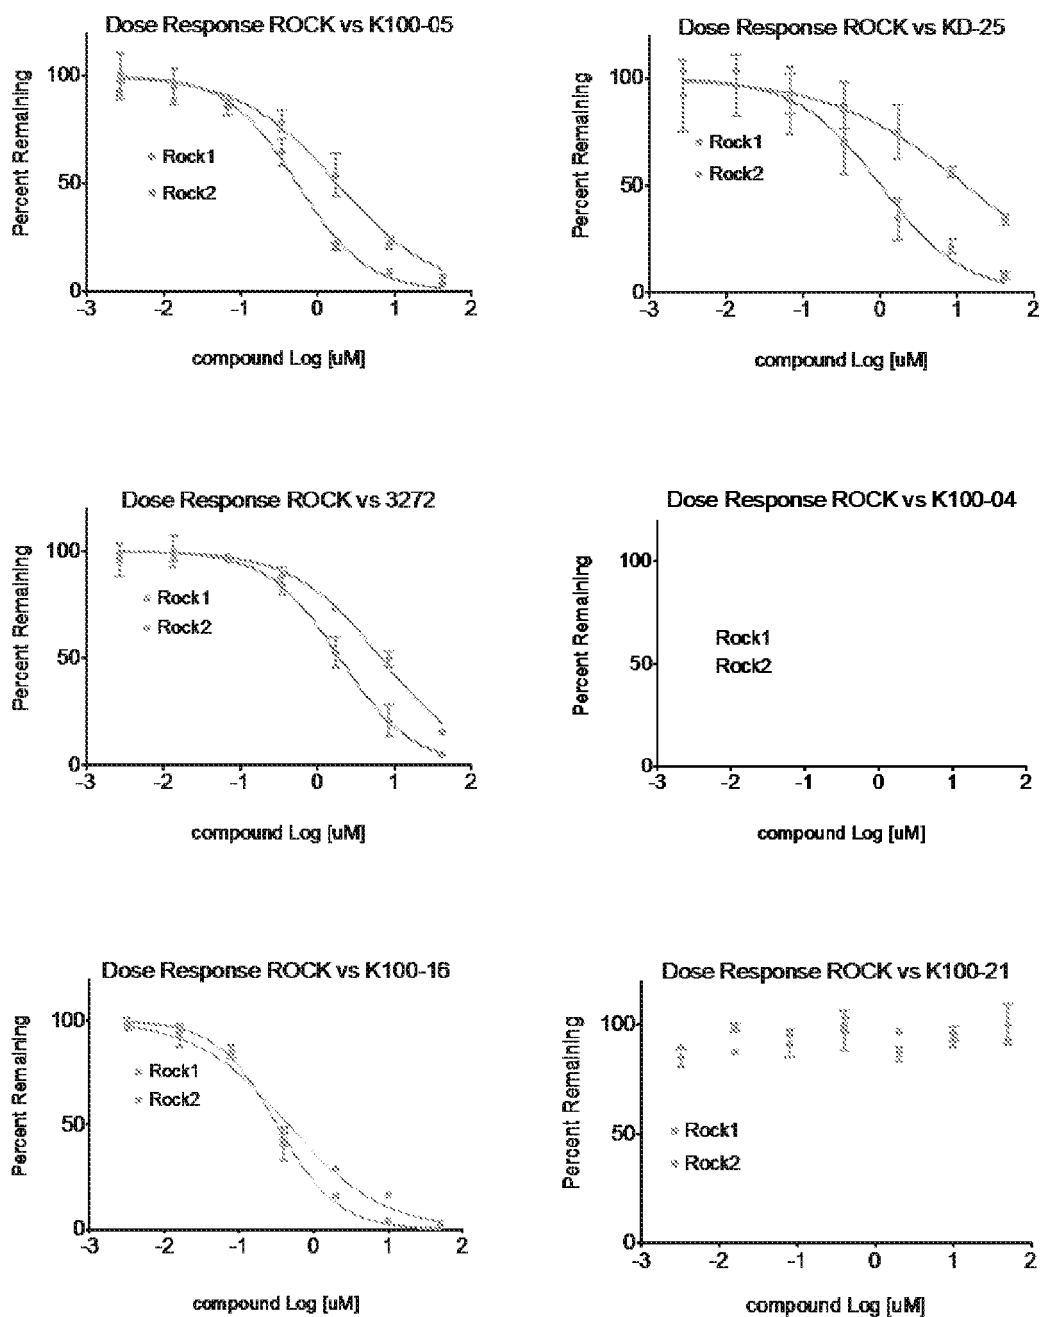 Dose Response ROCK vs K100-05
Percent Remaining
100
50
0
Rock1
Rock2
-3 -2 -1 0 1 2
compound Log [uM]
Dose Response ROCK vs KD-25
Percent Remaining
100
50
0
Rock1
Rock2
-3 -2 -1 0 1 2
compound Log [uM]
Dose Response ROCK vs 3272
Percent Remaining
100
50
0
Rock1
Rock2
-3 -2 -1 0 1 2
compound Log [uM]
Dose Response ROCK vs K100-04
Percent Remaining
100
50
0
Rock1
Rock2
-3 -2 -1 0 1 2
compound Log [uM]
Dose Response ROCK vs K100-16
Percent Remaining
100
50
0
Rock1
Rock2
-3 -2 -1 0 1 2
compound Log [uM]
Dose Response ROCK vs K100-21
Percent Remaining
100
50
0
Rock1
Rock2
-3 -2 -1 0 1 2
compound Log [uM]